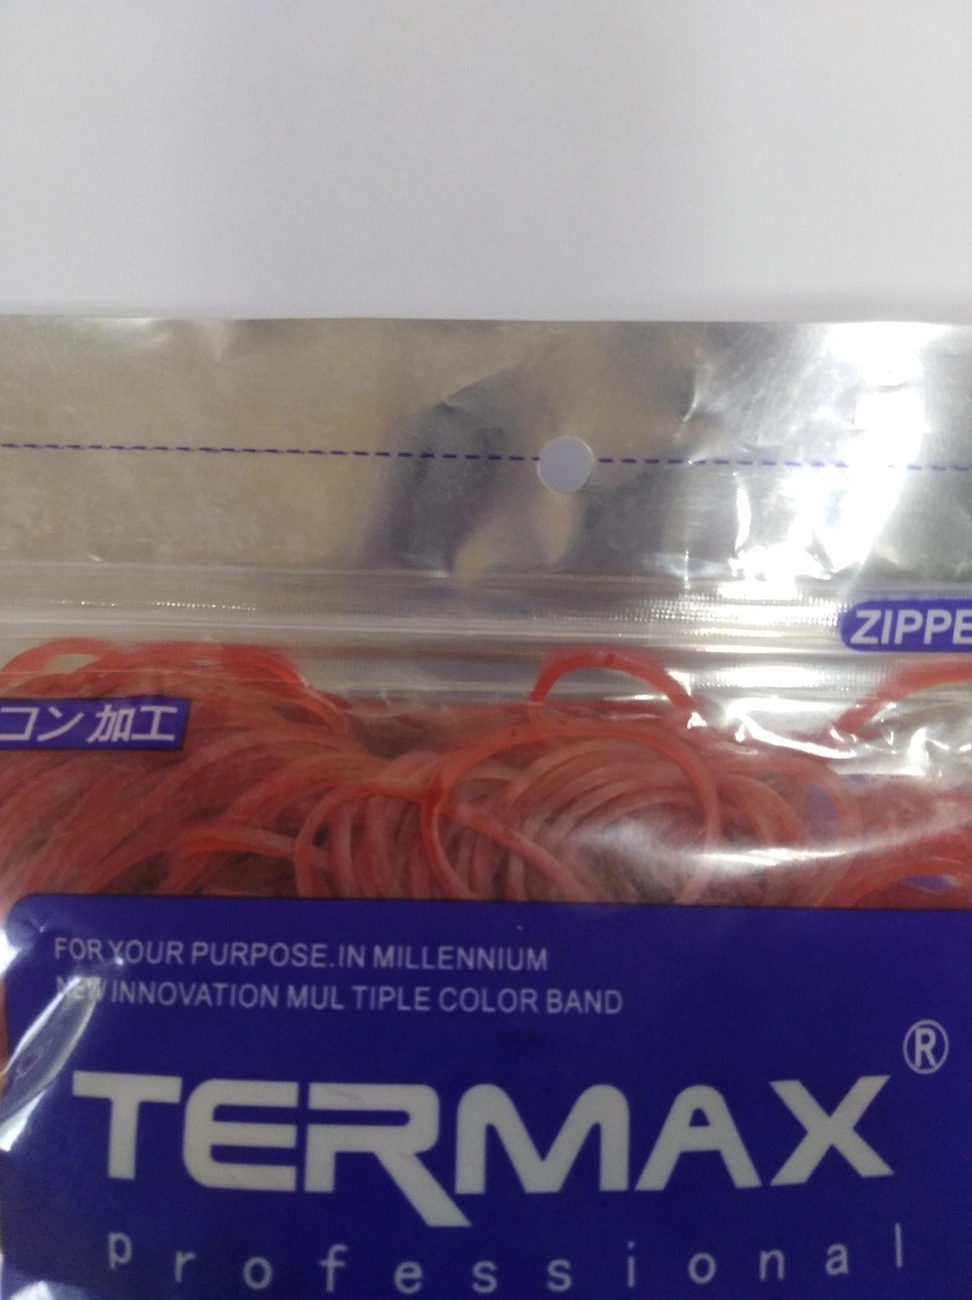 ZIPPE
コン加工
FOR YOUR PURPOSE.IN MILLENNIUM
NEW INNOVATION MUL TIPLE COLOR BAND
TERMAX®
professional